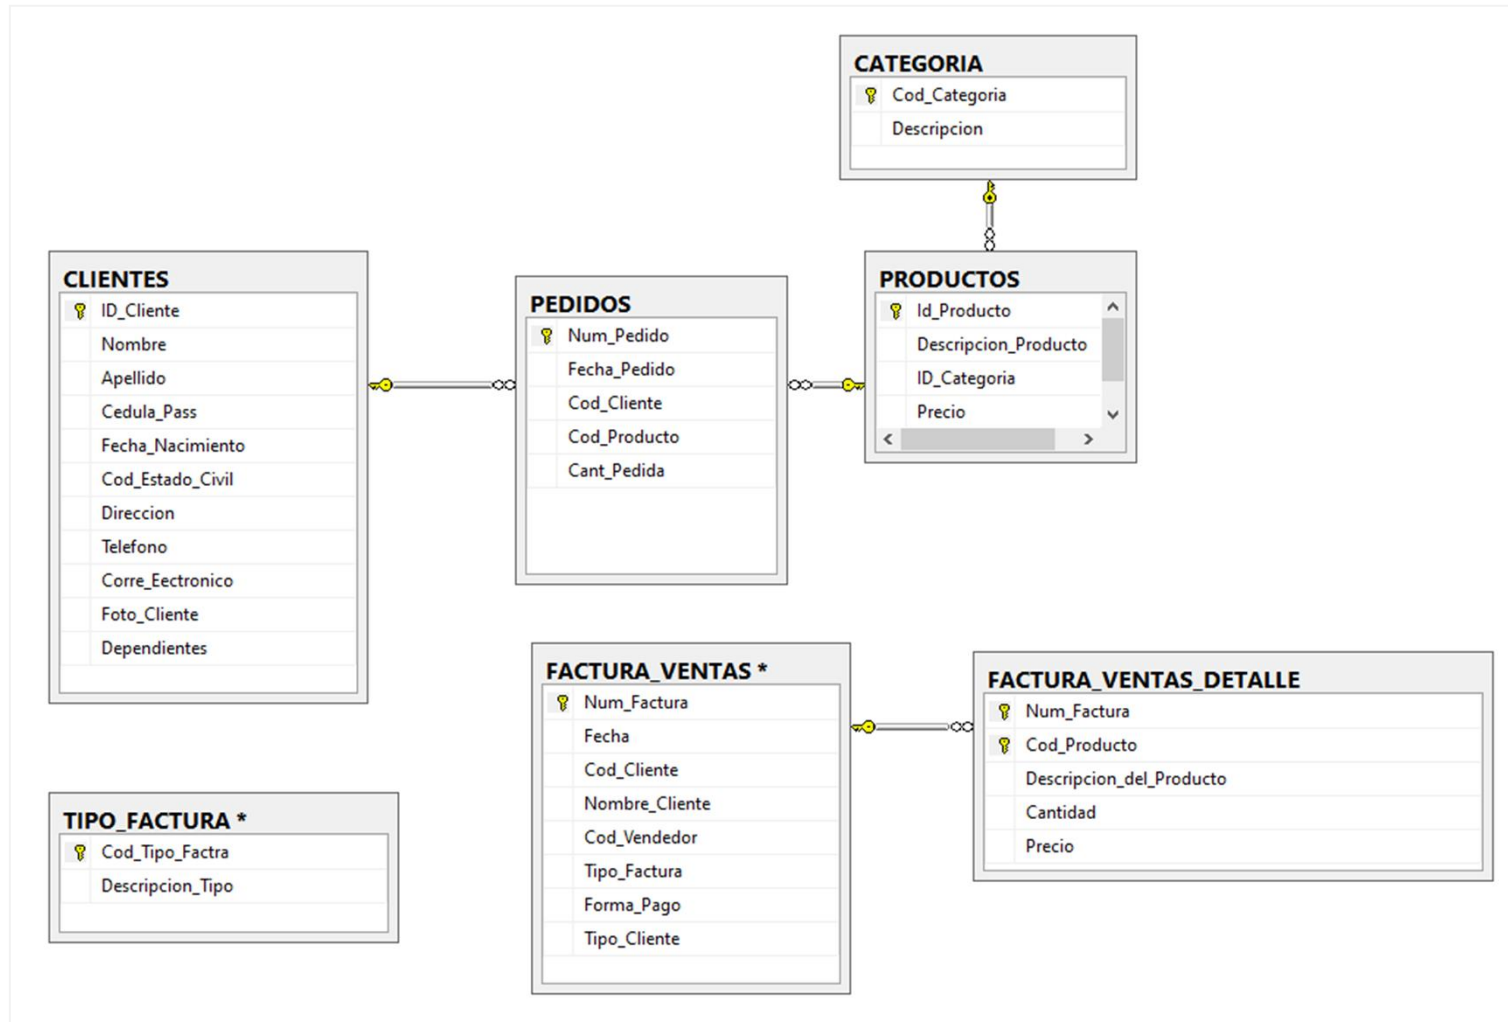 CATEGORIA
Cod_Categoria
Descripcion
CLIENTES
ID_Cliente
Nombre
Apellido
Cedula_Pass
Fecha_Nacimiento
Cod_Estado_Civil
Direccion
Telefono
Corre_Eectronico
Foto_Cliente
Dependientes
PEDIDOS
Num_Pedido
Fecha_Pedido
Cod_Cliente
Cod_Producto
Cant_Pedida
PRODUCTOS
Id_Producto
Descripcion_Producto
ID_Categoria
Precio
FACTURA_VENTAS *
Num_Factura
Fecha
Cod_Cliente
Nombre_Cliente
Cod_Vendedor
Tipo_Factura
Forma_Pago
Tipo_Cliente
FACTURA_VENTAS_DETALLE
Num_Factura
Cod_Producto
Descripcion_del_Producto
Cantidad
Precio
TIPO_FACTURA *
Cod_Tipo_Factra
Descripcion_Tipo